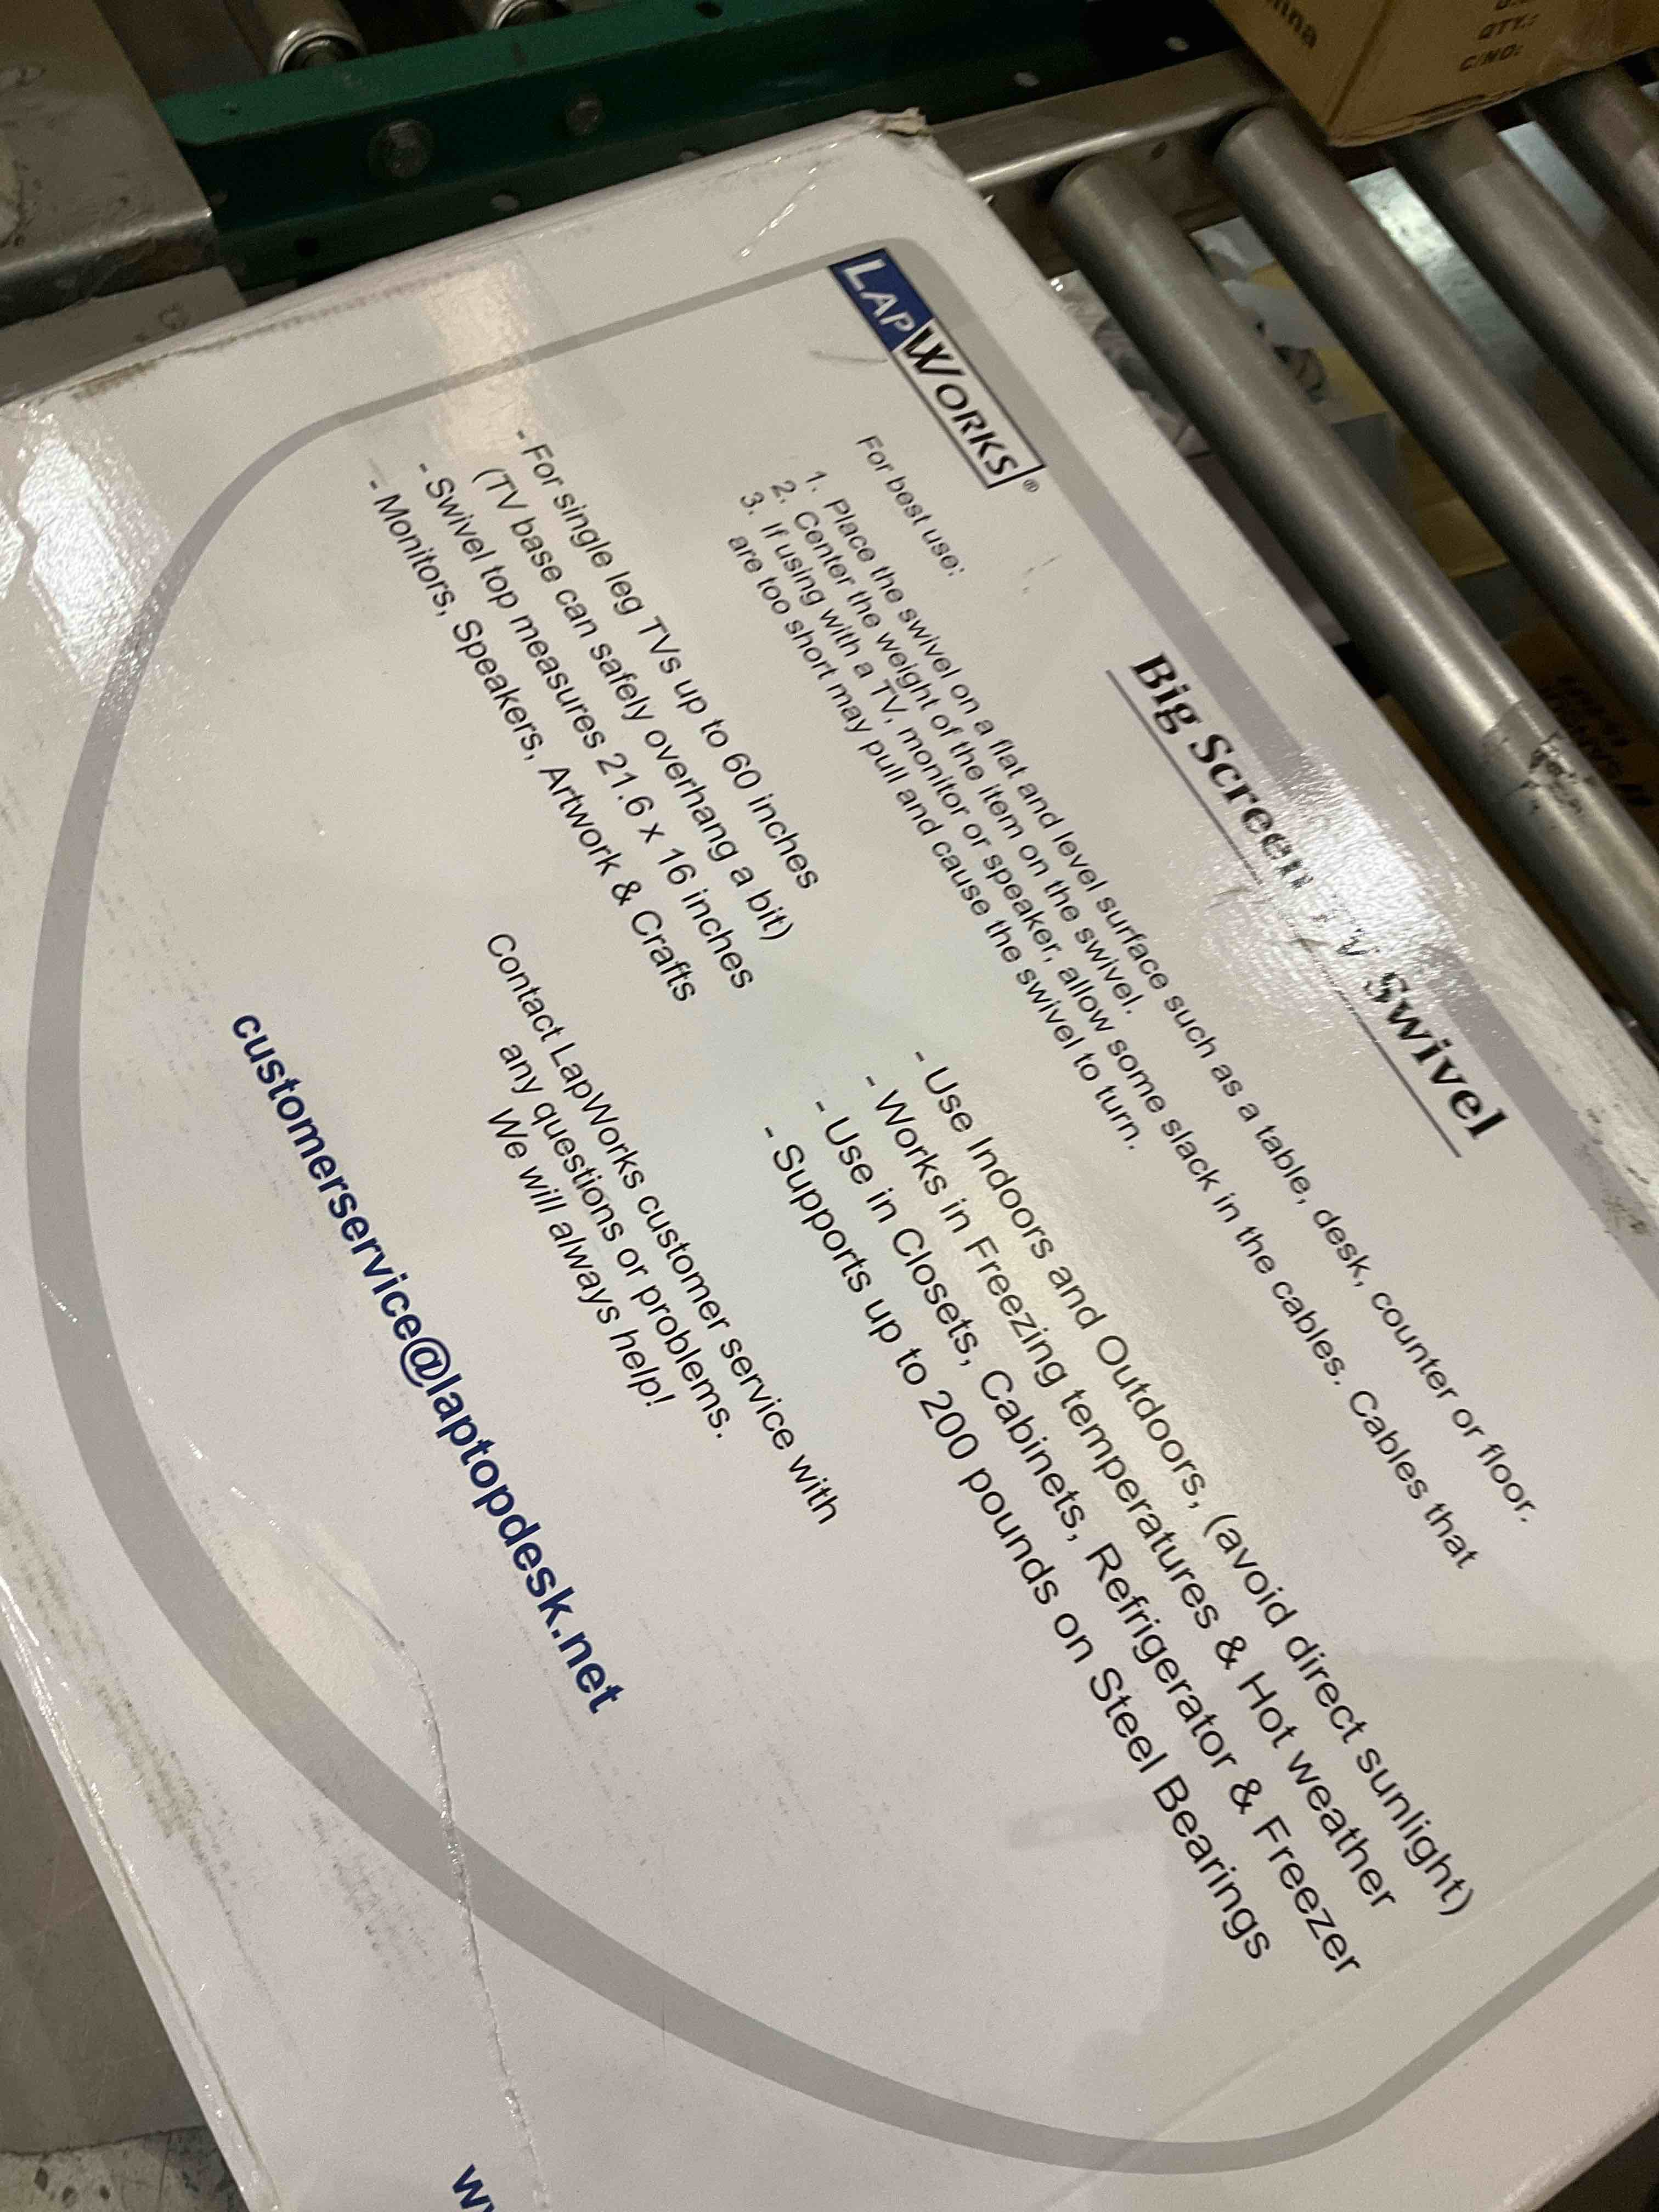 LAPWORKS®
Big Screen TV Swivel
For best use:
1. Place the swivel on a flat and level surface such as a table, desk, counter or floor.
2. Center the weight of the item on the swivel.
3. If using with a TV, monitor or speaker, allow some slack in the cables. Cables that
are too short may pull and cause the swivel to turn.
- For single leg TVs up to 60 inches
(TV base can safely overhang a bit)
- Swivel top measures 21.6 x 16 inches
- Monitors, Speakers, Artwork & Crafts
- Use Indoors and Outdoors, (avoid direct sunlight)
- Works in Freezing temperatures & Hot weather
- Use in Closets, Cabinets, Refrigerator & Freezer
- Supports up to 200 pounds on Steel Bearings
Contact LapWorks customer service with
any questions or problems.
We will always help!
customerservice@laptopdesk.net
QTY.:
C/NO: